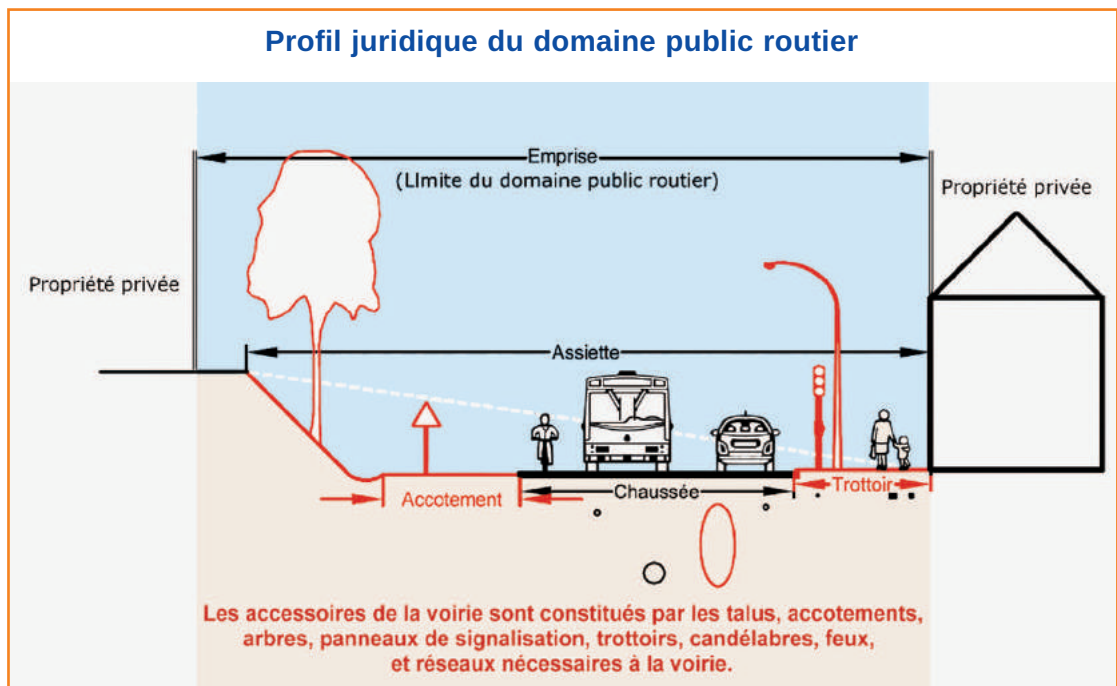 Profil juridique du domaine public routier
Emprise
(LImite du domaine public routier)
Propriété privée
Propriété privée
Assiette
Accotement
Chaussée
Trottoir
Les accessoires de la voirie sont constitués par les talus, accotements,
arbres, panneaux de signalisation, trottoirs, candélabres, feux,
et réseaux nécessaires à la voirie.